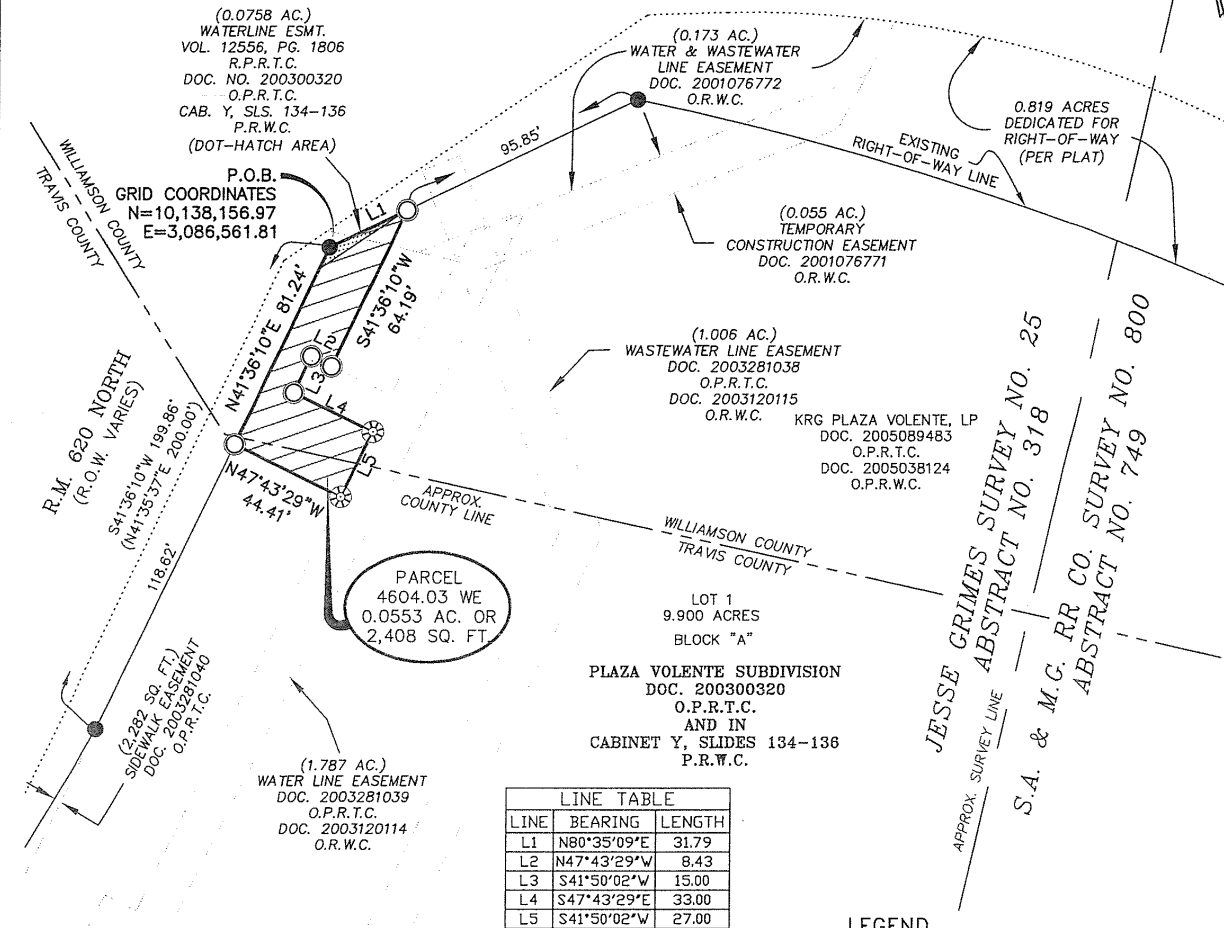 (0.0758 AC.)
WATERLINE ESMT.
VOL. 12556, PG. 1806
R.P.R.T.C.
DOC. NO. 200300320
O.P.R.T.C.
CAB. Y, SLS. 134-136
P.R.W.C.
(DOT-HATCH AREA)
P.O.B.
GRID COORDINATES
N=10,138,156.97
E=3,086,561.81
WILLIAMSON COUNTY
TRAVIS COUNTY
(0.173 AC.)
WATER & WASTEWATER
LINE EASEMENT
DOC. 2001076772
O.R.W.C.
95.85'
0.819 ACRES
DEDICATED FOR
RIGHT-OF-WAY
(PER PLAT)
EXISTING
RIGHT-OF-WAY LINE
L1
(0.055 AC.)
TEMPORARY
CONSTRUCTION EASEMENT
DOC. 2001076771
O.R.W.C.
N41°36'10"E 81.24'
S41°36'10"W
64.19'
L2
L3
L4
L5
N47°43'29"W
44.41'
R.M. 620 NORTH
(R.O.W. VARIES)
S41°36'10"W 199.86'
(N41°35'37"E 200.00')
118.62'
(1.006 AC.)
WASTEWATER LINE EASEMENT
DOC. 2003281038
O.P.R.T.C.
DOC. 2003120115
O.R.W.C.
KRG PLAZA VOLENTE, LP
DOC. 2005089483
O.P.R.T.C.
DOC. 2005038124
O.P.R.W.C.
APPROX.
COUNTY LINE
WILLIAMSON COUNTY
TRAVIS COUNTY
PARCEL
4604.03 WE
0.0553 AC. OR
2,408 SQ. FT.
LOT 1
9.900 ACRES
BLOCK "A"
PLAZA VOLENTE SUBDIVISION
DOC. 200300320
O.P.R.T.C.
AND IN
CABINET Y, SLIDES 134-136
P.R.W.C.
JESSE GRIMES SURVEY NO. 25
ABSTRACT NO. 318
S.A. & M.G. RR CO. SURVEY NO. 800
ABSTRACT NO. 749
APPROX. SURVEY LINE
(2,282 SQ. FT.)
SIDEWALK EASEMENT
DOC. 2003281040
O.P.R.T.C.
(1.787 AC.)
WATER LINE EASEMENT
DOC. 2003281039
O.P.R.T.C.
DOC. 2003120114
O.R.W.C.
LINE TABLE
LINE BEARING LENGTH
L1 N80°35'09"E 31.79
L2 N47°43'29"W 8.43
L3 S41°50'02"W 15.00
L4 S47°43'29"E 33.00
L5 S41°50'02"W 27.00
LEGEND